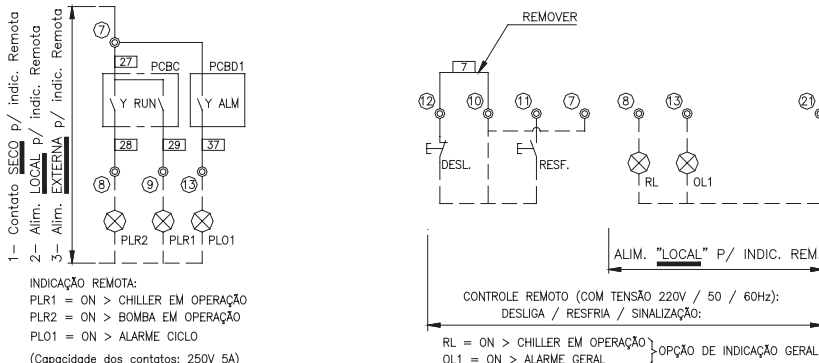 1- Contato SECO p/ indic. Remota
2- Alim. LOCAL p/ indic. Remota
3- Alim. EXTERNA p/ indic. Remota
7
27
PCBC
PCBD1
Y RUN
Y ALM
28
29
37
8
9
13
PLR2
PLR1
PLO1
INDICAÇÃO REMOTA:
PLR1 = ON > CHILLER EM OPERAÇÃO
PLR2 = ON > BOMBA EM OPERAÇÃO
PLO1 = ON > ALARME CICLO
(Capacidade dos contatos: 250V 5A)
REMOVER
7
12
10
11
7
8
13
21
DESL.
RESF.
RL
OL1
ALIM. "LOCAL" P/ INDIC. REM.
CONTROLE REMOTO (COM TENSÃO 220V / 50 / 60Hz):
DESLIGA / RESFRIA / SINALIZAÇÃO:
RL = ON > CHILLER EM OPERAÇÃO
OL1 = ON > ALARME GERAL
OPÇÃO DE INDICAÇÃO GERAL